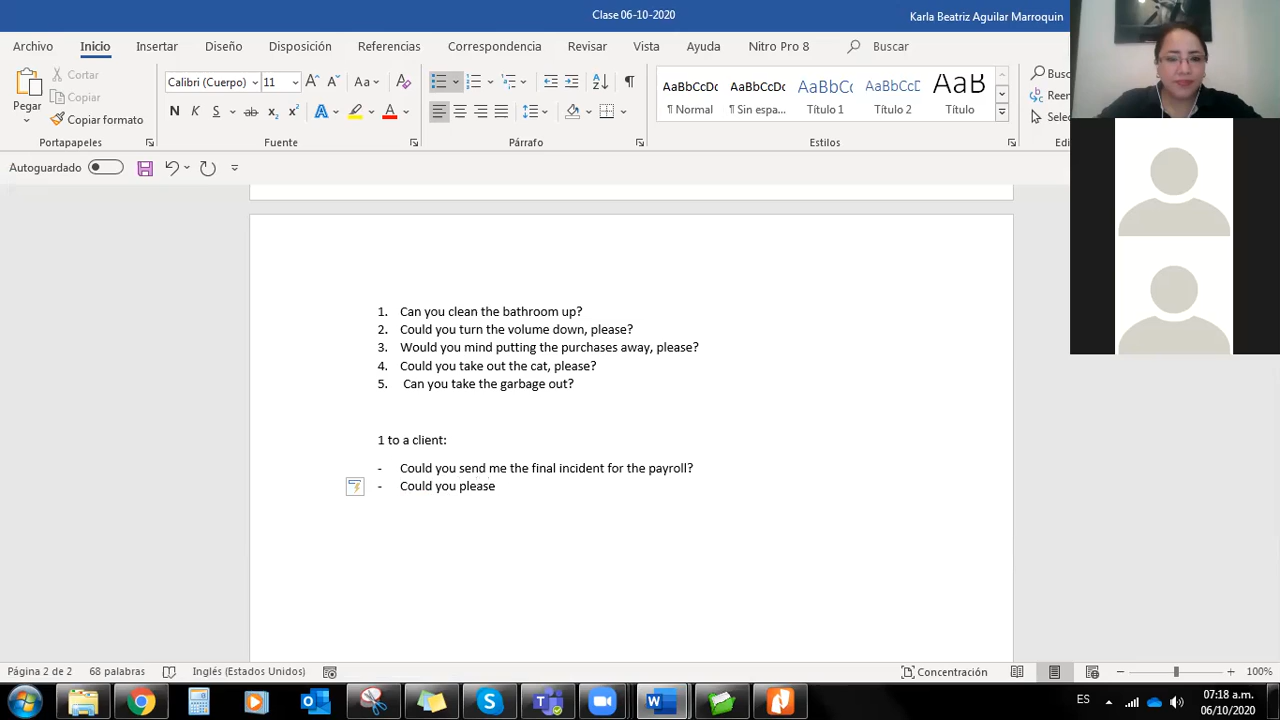 Clase 06-10-2020
Karla Beatriz Aguilar Marroquin
Archivo Inicio Insertar Diseño Disposición Referencias Correspondencia Revisar Vista Ayuda Nitro Pro 8 Buscar
Pegar
Cortar
Copiar
Copiar formato
Calibri (Cuerpo) 11
AaBbCcDc AaBbCcDc AaBbCc AaBbCcD AaB
¶ Normal ¶ Sin espa... Título 1 Título 2 Título
Portapapeles Fuente Párrafo Estilos
Autoguardado
1. Can you clean the bathroom up?
2. Could you turn the volume down, please?
3. Would you mind putting the purchases away, please?
4. Could you take out the cat, please?
5. Can you take the garbage out?
1 to a client:
- Could you send me the final incident for the payroll?
- Could you please
Página 2 de 2 68 palabras Inglés (Estados Unidos) Concentración 100%
ES 07:18 a.m.
06/10/2020